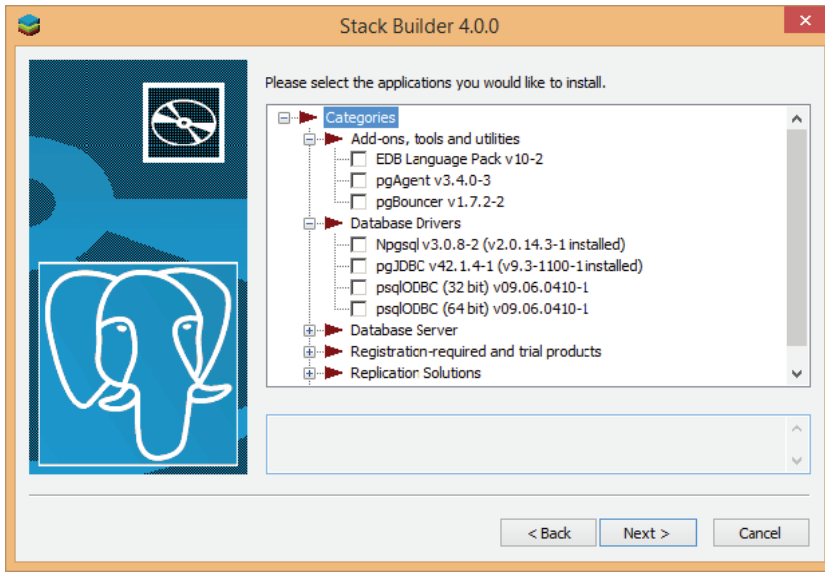 Stack Builder 4.0.0
Please select the applications you would like to install.
Categories
Add-ons, tools and utilities
EDB Language Pack v10-2
pgAgent v3.4.0-3
pgBouncer v1.7.2-2
Database Drivers
Npgsql v3.0.8-2 (v2.0.14.3-1 installed)
pgJDBC v42.1.4-1 (v9.3-1100-1 installed)
psqlODBC (32 bit) v09.06.0410-1
psqlODBC (64 bit) v09.06.0410-1
Database Server
Registration-required and trial products
Replication Solutions
< Back Next > Cancel